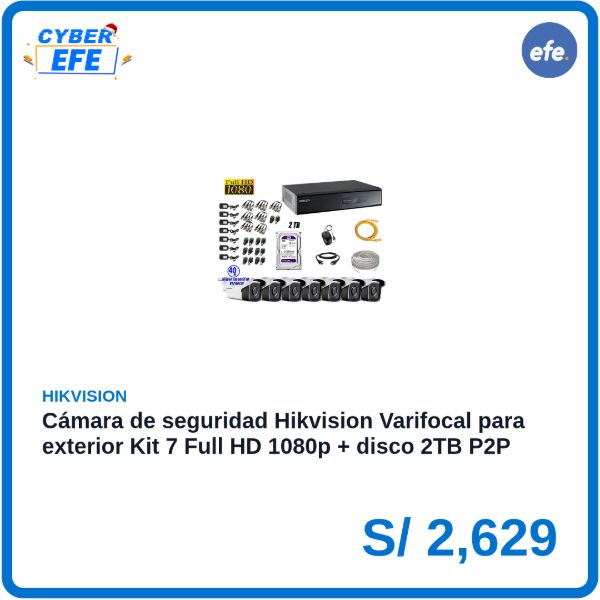 CYBER
EFE
efe.
Full HD
1080
2 TB
40
HIKVISION
Cámara de seguridad Hikvision Varifocal para
exterior Kit 7 Full HD 1080p + disco 2TB P2P
S/ 2,629